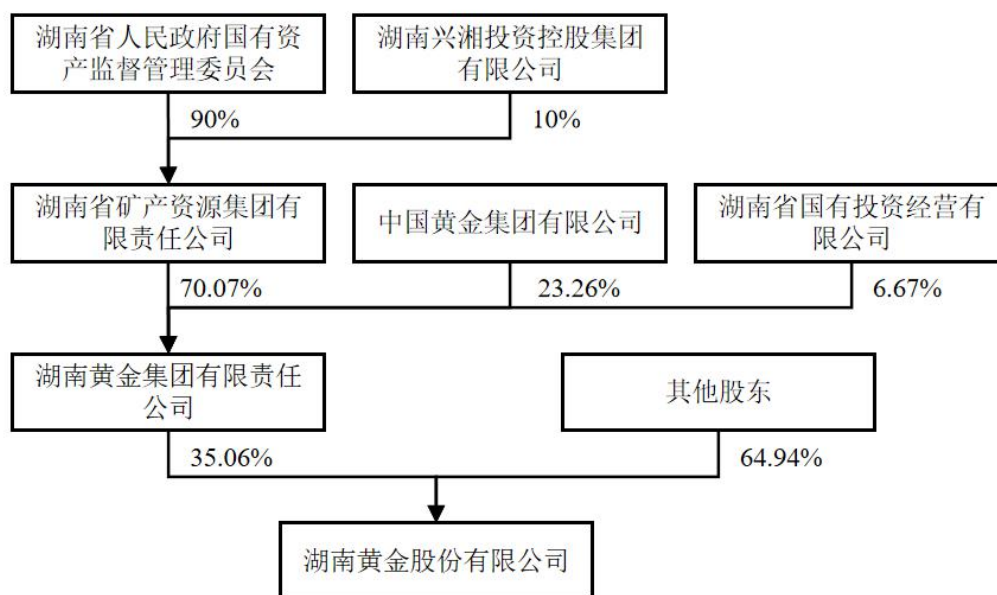 湖南省人民政府国有资
产监督管理委员会
湖南兴湘投资控股集团
有限公司
90%
10%
湖南省矿产资源集团有
限责任公司
中国黄金集团有限公司
湖南省国有投资经营有
限公司
70.07%
23.26%
6.67%
湖南黄金集团有限责任
公司
其他股东
35.06%
64.94%
湖南黄金股份有限公司